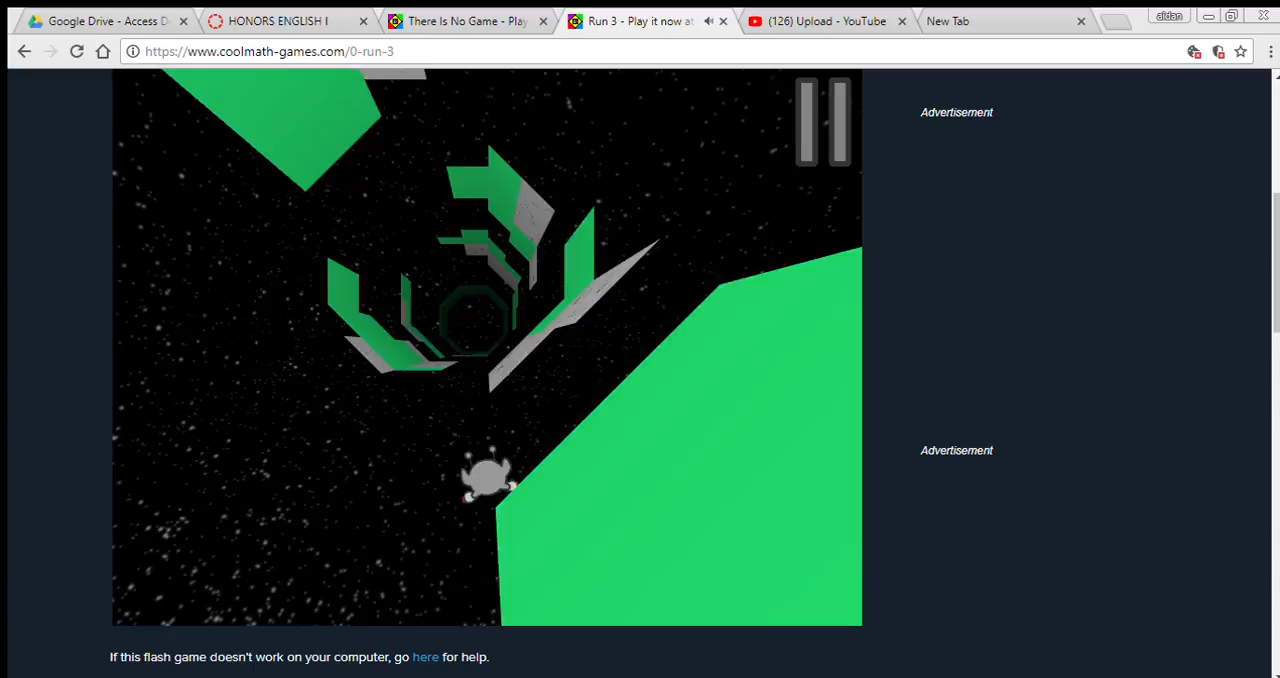 Google Drive - Access D
HONORS ENGLISH I
There Is No Game - Play
Run 3 - Play it now at
(126) Upload - YouTube
New Tab
aidan
https://www.coolmath-games.com/0-run-3
Advertisement
Advertisement
If this flash game doesn't work on your computer, go here for help.